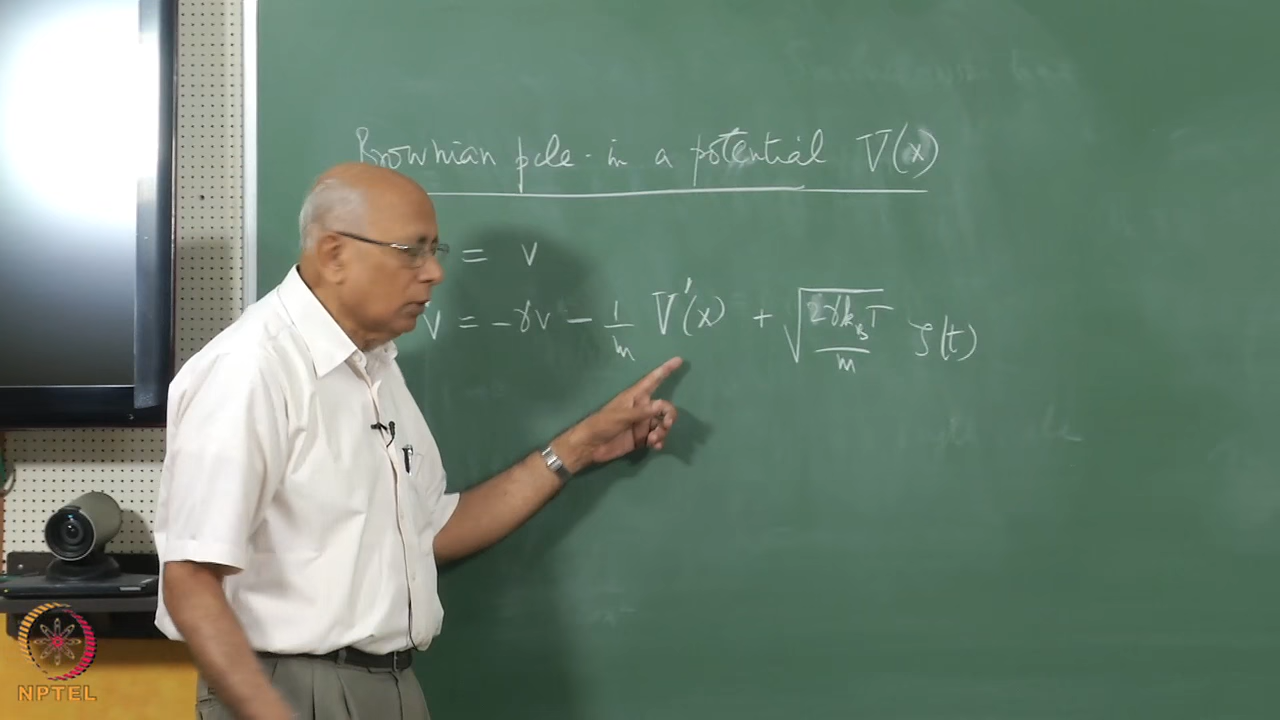 Brownian pcle. in a potential V(x)
= v
v̇ = -γv - 1/m V'(x) + √(2γk_BT/m) ζ(t)
NPTEL